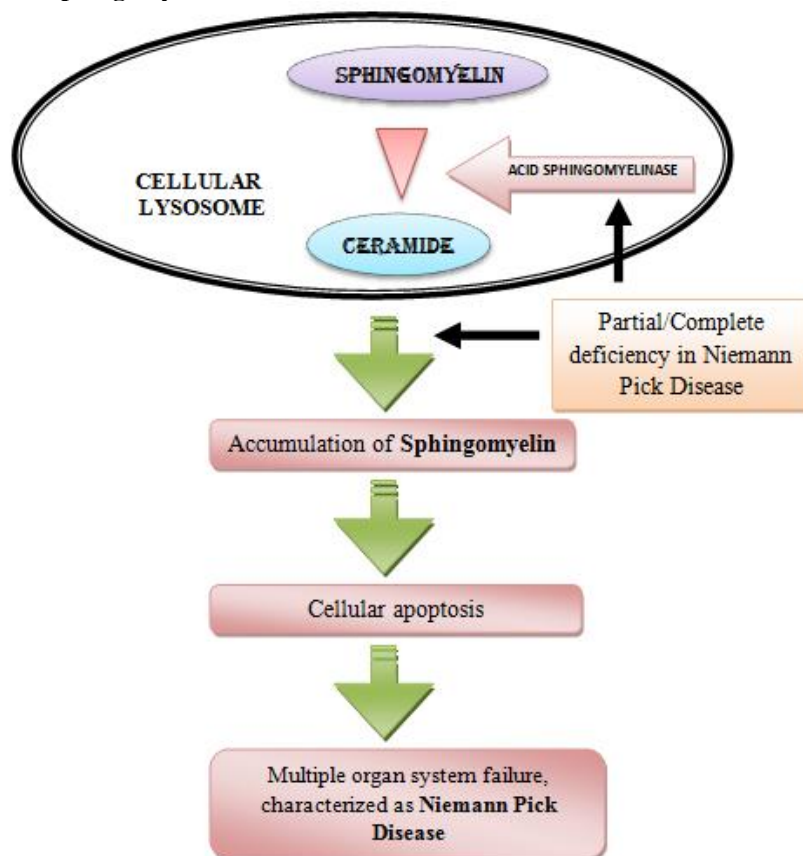 SPHINGOMYELIN
ACID SPHINGOMYELINASE
CELLULAR
LYSOSOME
CERAMIDE
Partial/Complete
deficiency in Niemann
Pick Disease
Accumulation of Sphingomyelin
Cellular apoptosis
Multiple organ system failure,
characterized as Niemann Pick
Disease